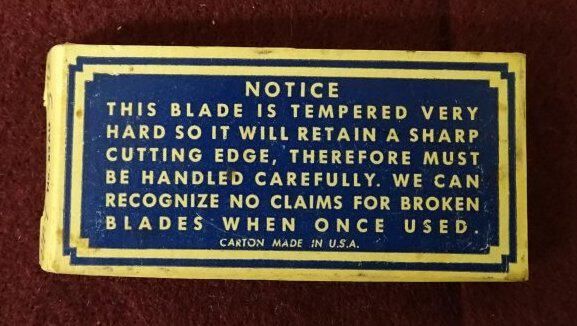 NOTICE
THIS BLADE IS TEMPERED VERY
HARD SO IT WILL RETAIN A SHARP
CUTTING EDGE, THEREFORE MUST
BE HANDLED CAREFULLY. WE CAN
RECOGNIZE NO CLAIMS FOR BROKEN
BLADES WHEN ONCE USED.
CARTON MADE IN U.S.A.